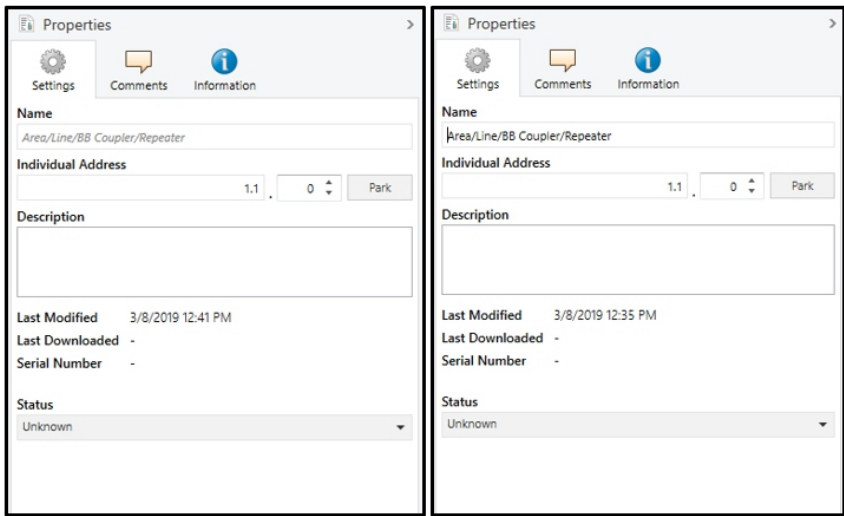 Properties >
Settings Comments Information
Name
Area/Line/BB Coupler/Repeater
Individual Address
1.1 . 0 Park
Description
Last Modified 3/8/2019 12:41 PM
Last Downloaded -
Serial Number -
Status
Unknown
Properties >
Settings Comments Information
Name
Area/Line/BB Coupler/Repeater
Individual Address
1.1 . 0 Park
Description
Last Modified 3/8/2019 12:35 PM
Last Downloaded -
Serial Number -
Status
Unknown